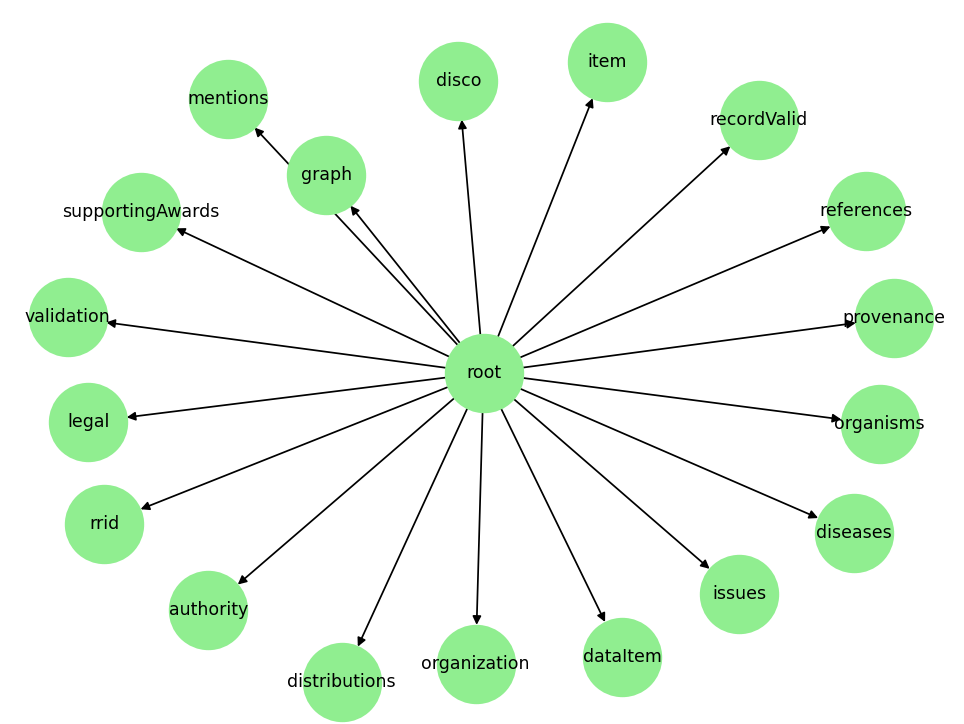 item
disco
mentions
recordValid
graph
supportingAwards
references
validation
provenance
root
legal
organisms
rrid
diseases
issues
authority
dataItem
organization
distributions